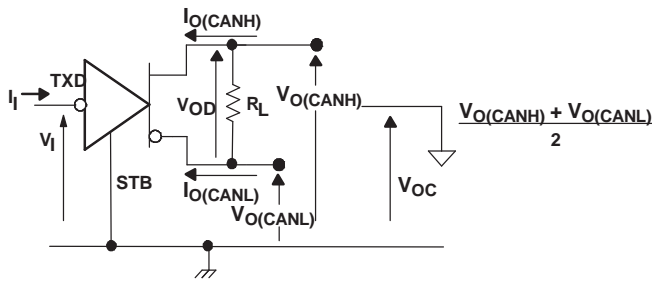 I_O(CANH)
TXD
I_I
V_OD
R_L
V_O(CANH)
V_O(CANH) + V_O(CANL)
2
V_I
STB
I_O(CANL)
V_O(CANL)
V_OC